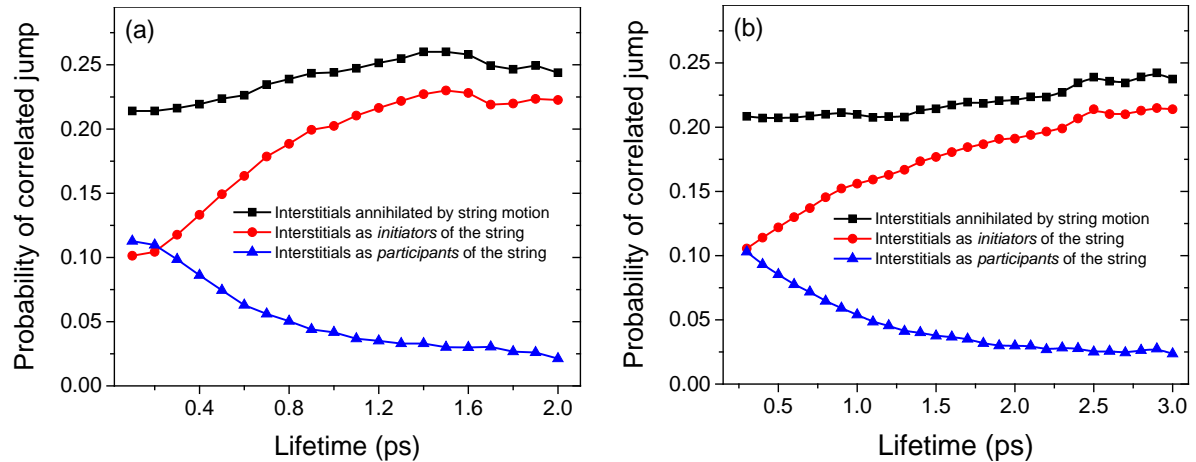 (a)
Probability of correlated jump
0.25
0.20
0.15
0.10
0.05
0.00
Interstitials annihilated by string motion
Interstitials as initiators of the string
Interstitials as participants of the string
0.4 0.8 1.2 1.6 2.0
Lifetime (ps)
(b)
Probability of correlated jump
0.25
0.20
0.15
0.10
0.05
0.00
Interstitials annihilated by string motion
Interstitials as initiators of the string
Interstitials as participants of the string
0.5 1.0 1.5 2.0 2.5 3.0
Lifetime (ps)